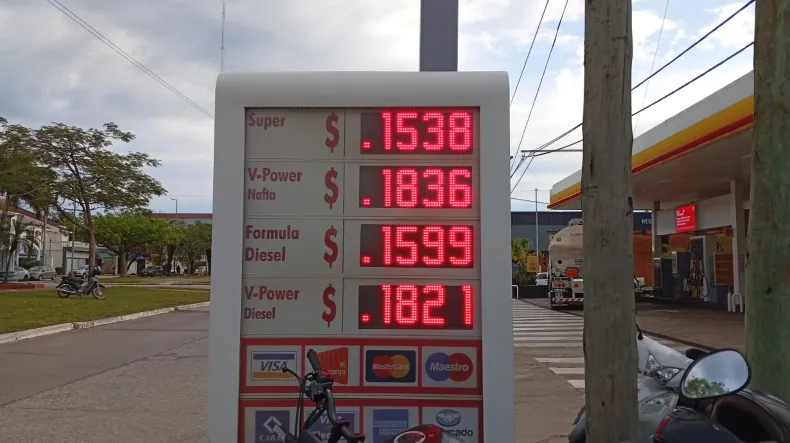 Super $ .1538
V-Power
Nafta $ .1836
Formula
Diesel $ .1599
V-Power
Diesel $ .1821
VISA
MasterCard
Maestro